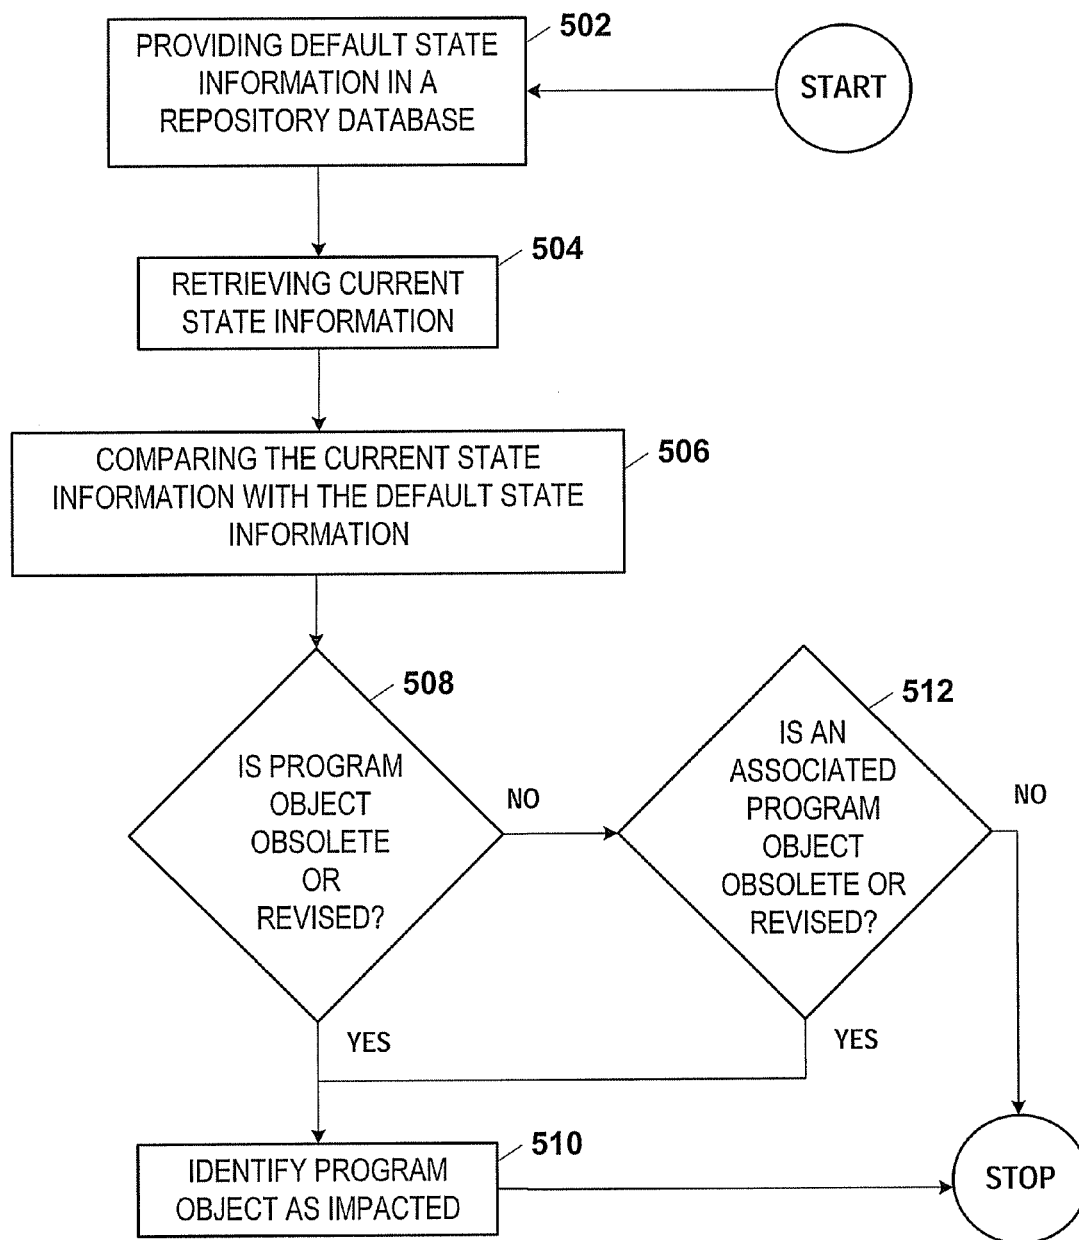 502
PROVIDING DEFAULT STATE
INFORMATION IN A
REPOSITORY DATABASE
START
504
RETRIEVING CURRENT
STATE INFORMATION
506
COMPARING THE CURRENT STATE
INFORMATION WITH THE DEFAULT STATE
INFORMATION
508
IS PROGRAM
OBJECT
OBSOLETE
OR
REVISED?
NO
YES
512
IS AN
ASSOCIATED
PROGRAM
OBJECT
OBSOLETE OR
REVISED?
NO
YES
510
IDENTIFY PROGRAM
OBJECT AS IMPACTED
STOP